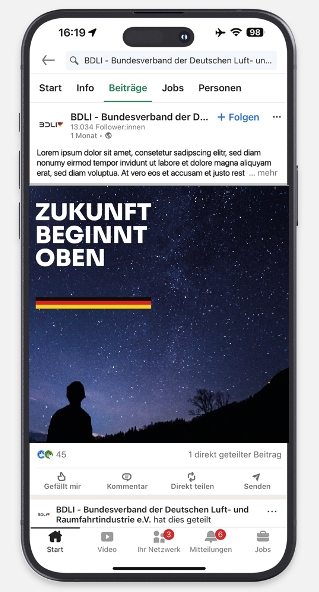 16:19
98
BDLI - Bundesverband der Deutschen Luft- un...
Start Info Beiträge Jobs Personen
BDLI
BDLI - Bundesverband der D...
+ Folgen
13.034 Follower:innen
1 Monat •
Lorem ipsum dolor sit amet, consetetur sadipscing elitr, sed diam
nonumy eirmod tempor invidunt ut labore et dolore magna aliquyam
erat, sed diam voluptua. At vero eos et accusam et justo rest ... mehr
ZUKUNFT
BEGINNT
OBEN
45
1 direkt geteilter Beitrag
Gefällt mir Kommentar Direkt teilen Senden
BDLI
BDLI - Bundesverband der Deutschen Luft- und
Raumfahrtindustrie e.V. hat dies geteilt
3
6
Start Video Ihr Netzwerk Mitteilungen Jobs